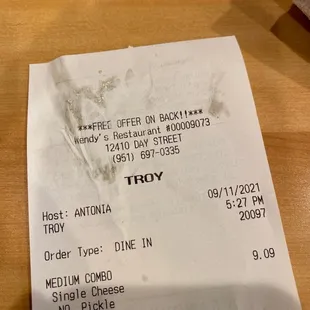 ***FREE OFFER ON BACK!!***
Wendy's Restaurant #00009073
12410 DAY STREET
(951) 697-0335
TROY
Host: ANTONIA 09/11/2021
TROY 5:27 PM
20097
Order Type: DINE IN
MEDIUM COMBO 9.09
Single Cheese
NO Pickle